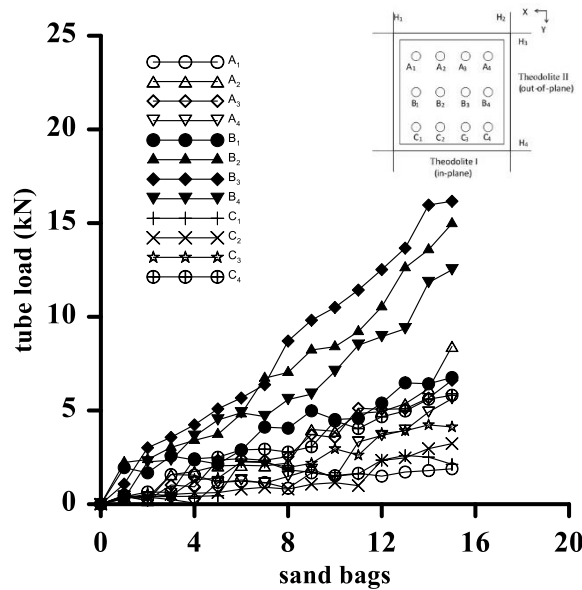 25
20
15
10
5
0
tube load (kN)
0 4 8 12 16 20
sand bags
A1
A2
A3
A4
B1
B2
B3
B4
C1
C2
C3
C4
H1 H2 X
Y
H3
A1 A2 A3 A4
Theodolite II
(out-of-plane)
B1 B2 B3 B4
C1 C2 C3 C4
H4
Theodolite I
(in-plane)